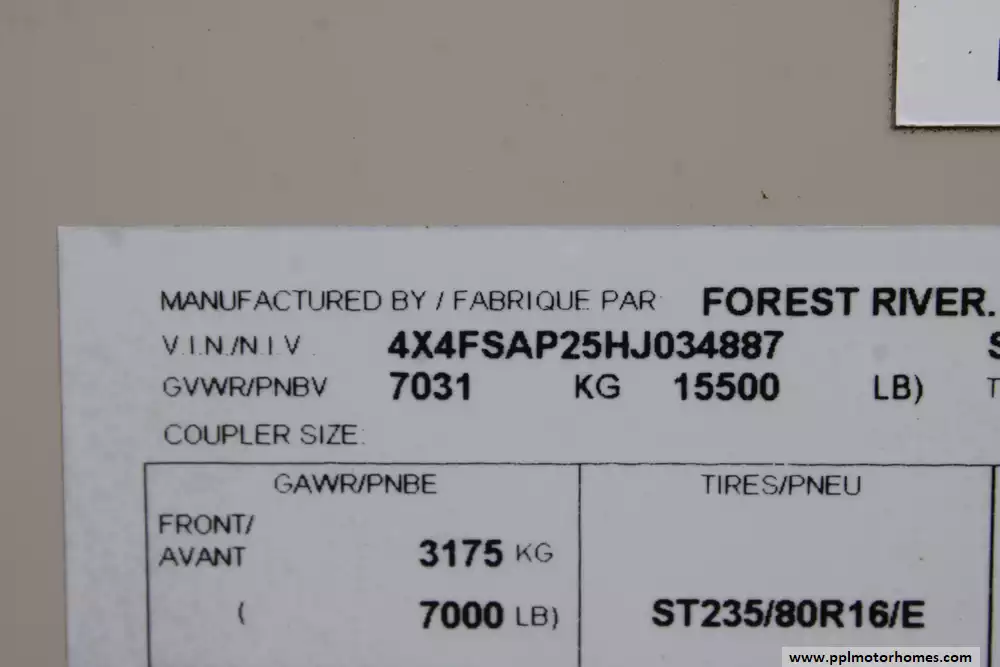 MANUFACTURED BY / FABRIQUE PAR FOREST RIVER.
V.I.N./N.I.V 4X4FSAP25HJ034887
GVWR/PNBV 7031 KG 15500 LB)
COUPLER SIZE:
GAWR/PNBE TIRES/PNEU
FRONT/
AVANT 3175 KG
( 7000 LB) ST235/80R16/E
www.pplmotorhomes.com